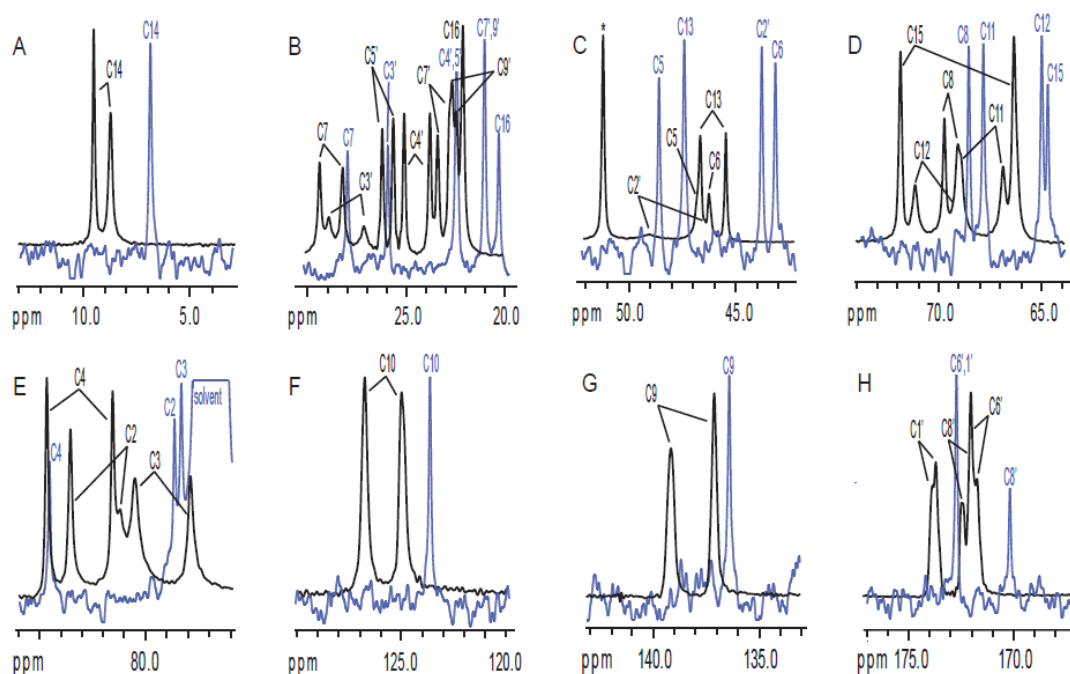 A
C14
C14
ppm
10.0
5.0
B
C7
C7
C3'
C5'
C3'
C4'
C7'
C4',5'
C16
C9'
C7',9'
C16
ppm
25.0
20.0
C
*
C2'
C5
C5
C13
C13
C6
C2'
C6
ppm
50.0
45.0
D
C15
C12
C8
C8
C11
C11
C12
C15
ppm
70.0
65.0
E
C4
C4
C2
C3
C2
C3
solvent
ppm
80.0
F
C10
C10
ppm
125.0
120.0
G
C9
C9
ppm
140.0
135.0
H
C1'
C8'
C6',1'
C6'
C8'
ppm
175.0
170.0